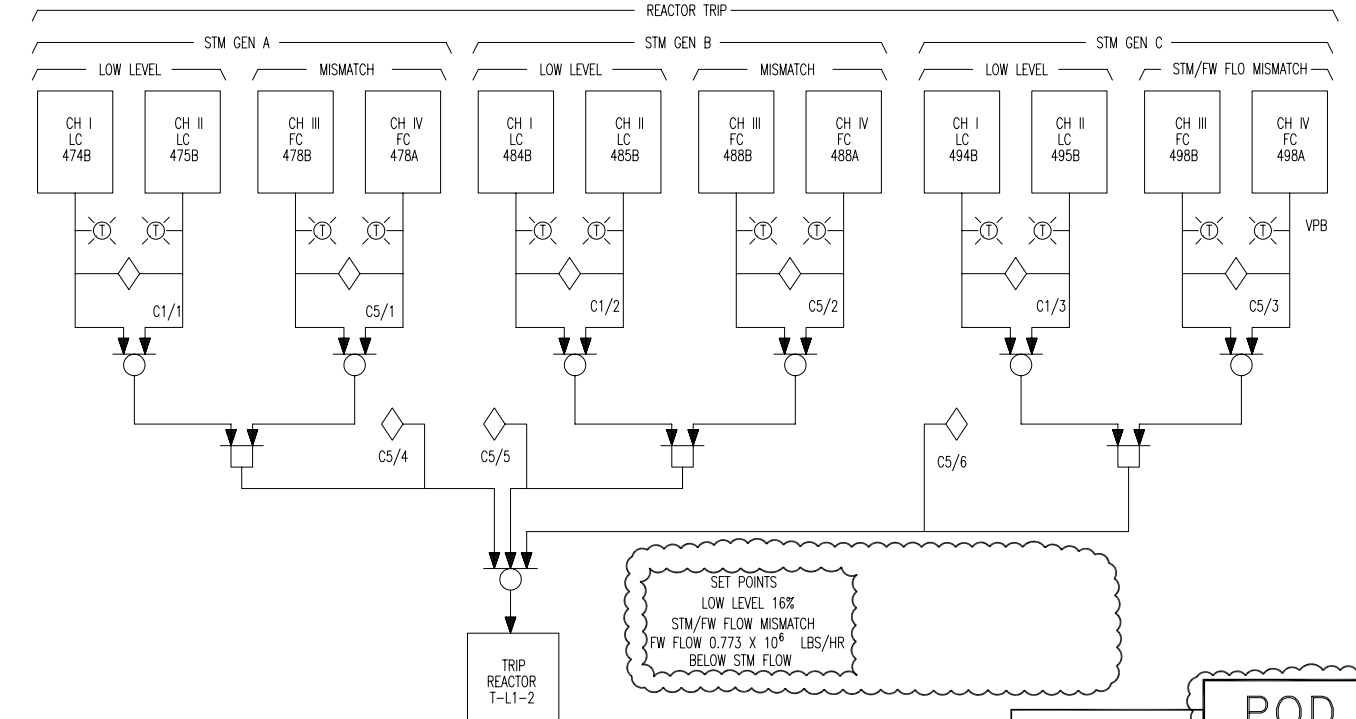 REACTOR TRIP
STM GEN A
STM GEN B
STM GEN C
LOW LEVEL
MISMATCH
LOW LEVEL
MISMATCH
LOW LEVEL
STM/FW FLO MISMATCH
CH I
LC
474B
CH II
LC
475B
CH III
FC
478B
CH IV
FC
478A
CH I
LC
484B
CH II
LC
485B
CH III
FC
488B
CH IV
FC
488A
CH I
LC
494B
CH II
LC
495B
CH III
FC
498B
CH IV
FC
498A
T
T
T
T
T
T
T
T
T
T
T
T
VPB
C1/1
C5/1
C1/2
C5/2
C1/3
C5/3
C5/4
C5/5
C5/6
SET POINTS
LOW LEVEL 16%
STM/FW FLOW MISMATCH
FW FLOW 0.773 X 10⁶ LBS/HR
BELOW STM FLOW
TRIP
REACTOR
T-L1-2
POD